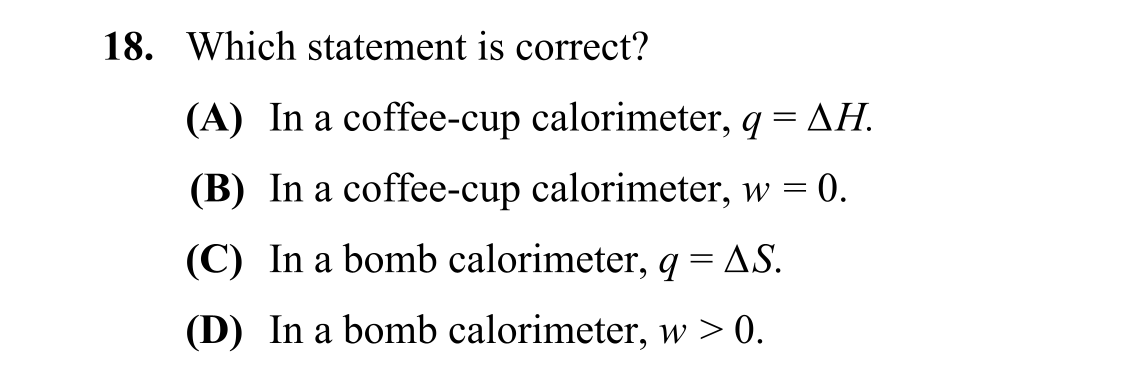 18. Which statement is correct?
(A) In a coffee-cup calorimeter, q = ΔH.
(B) In a coffee-cup calorimeter, w = 0.
(C) In a bomb calorimeter, q = ΔS.
(D) In a bomb calorimeter, w > 0.